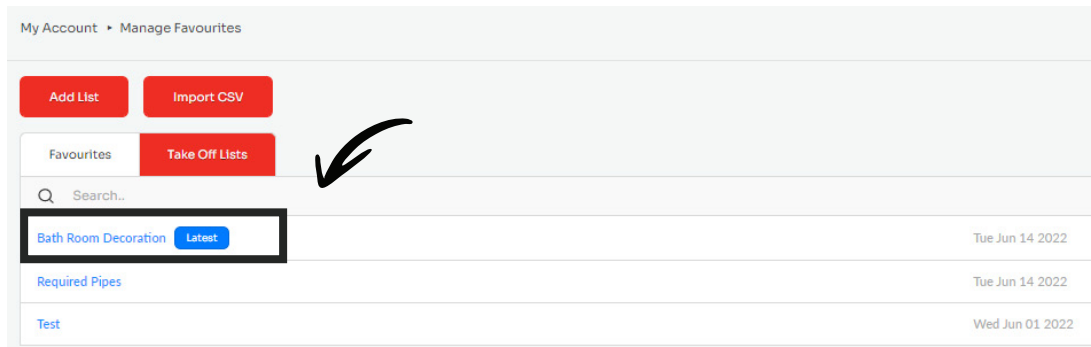 My Account ‣ Manage Favourites
Add List Import CSV
Favourites Take Off Lists
Search..
Bath Room Decoration Latest Tue Jun 14 2022
Required Pipes Tue Jun 14 2022
Test Wed Jun 01 2022